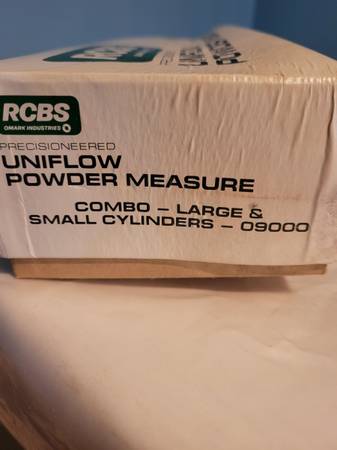 RCBS
OMARK INDUSTRIES
PRECISIONEERED
UNIFLOW
POWDER MEASURE
COMBO – LARGE &
SMALL CYLINDERS – 09000